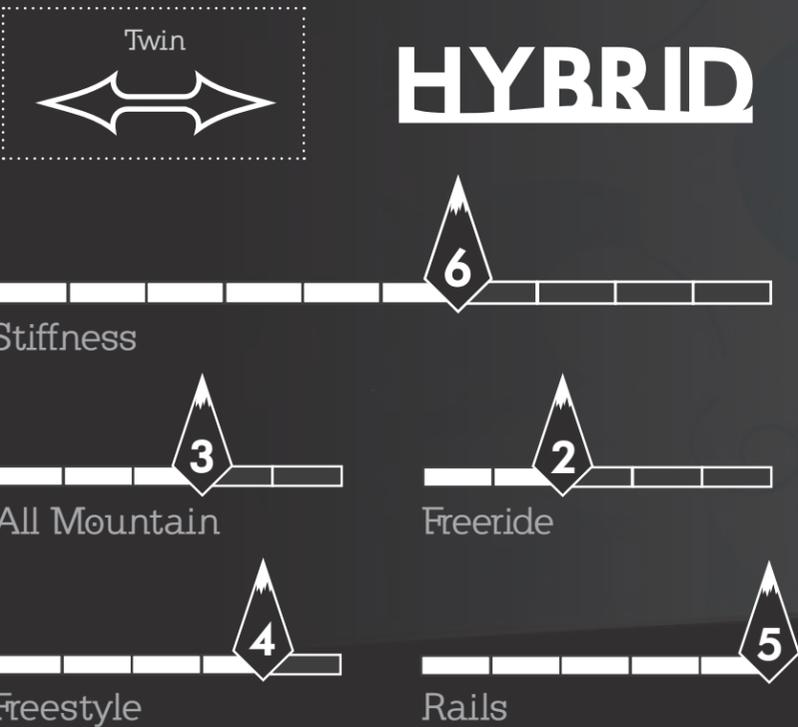 Twin
HYBRID
6
Stiffness
3
2
All Mountain
Freeride
4
5
Freestyle
Rails